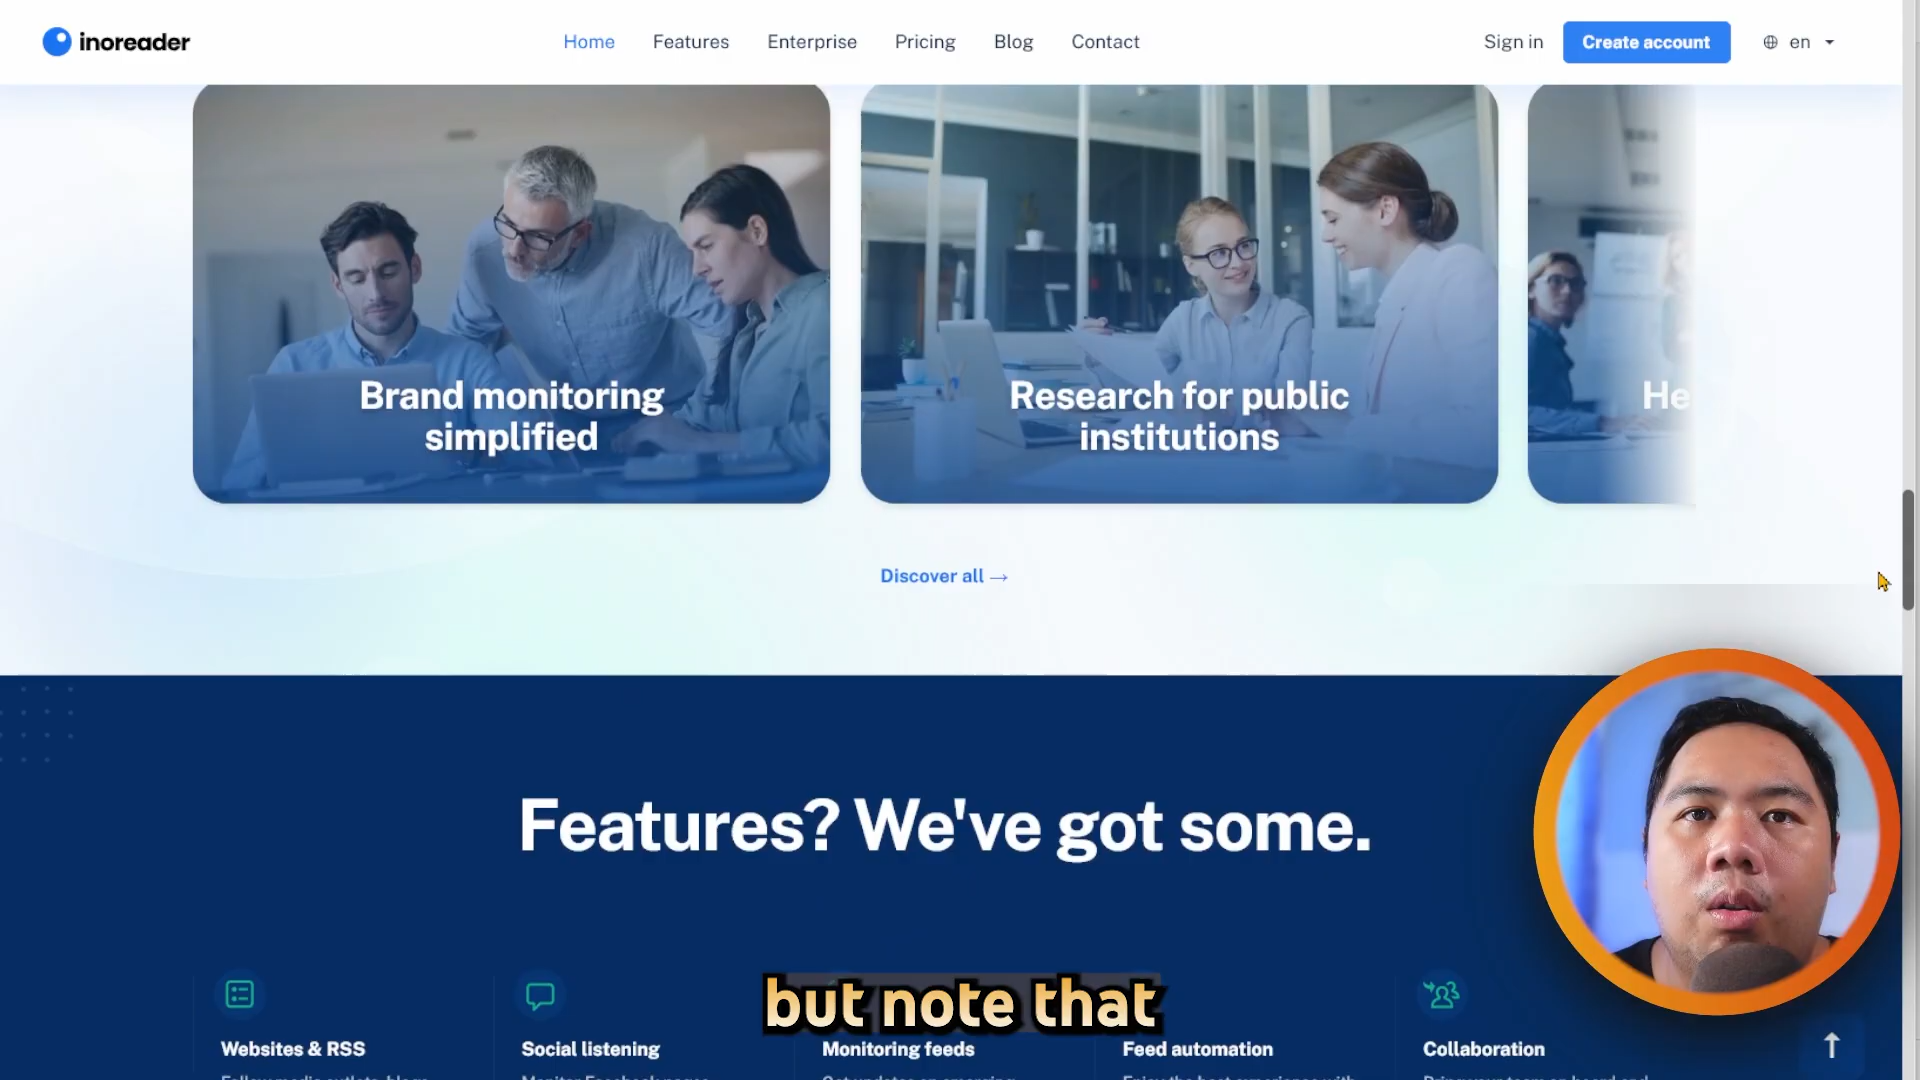 inoreader
Home Features Enterprise Pricing Blog Contact
Sign in Create account en
Brand monitoring
simplified
Research for public
institutions
He
Discover all →
Features? We've got some.
but note that
Websites & RSS
Social listening
Monitoring feeds
Feed automation
Collaboration